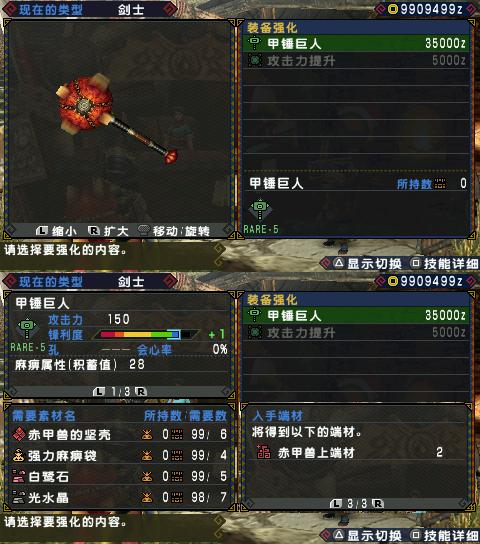 现在的类型 剑士
9909499z
装备强化
甲锤巨人 35000z
攻击力提升 5000z
甲锤巨人 所持数 0
RARE-5
L 缩小 R 扩大 移动/旋转
请选择要强化的内容。
△显示切换 □技能详细
现在的类型 剑士
9909499z
甲锤巨人
攻击力 150
锋利度 +1
RARE-5 孔 --- 会心率 0%
麻痹属性(积蓄值) 28
L 1/3 R
需要素材名 所持数/需要数
赤甲兽的坚壳 0 99/ 6
强力麻痹袋 0 99/ 4
白鹭石 0 99/ 5
光水晶 0 98/ 7
装备强化
甲锤巨人 35000z
攻击力提升 5000z
入手端材
将得到以下的端材。
赤甲兽上端材 2
L 3/3 R
请选择要强化的内容。
△显示切换 □技能详细